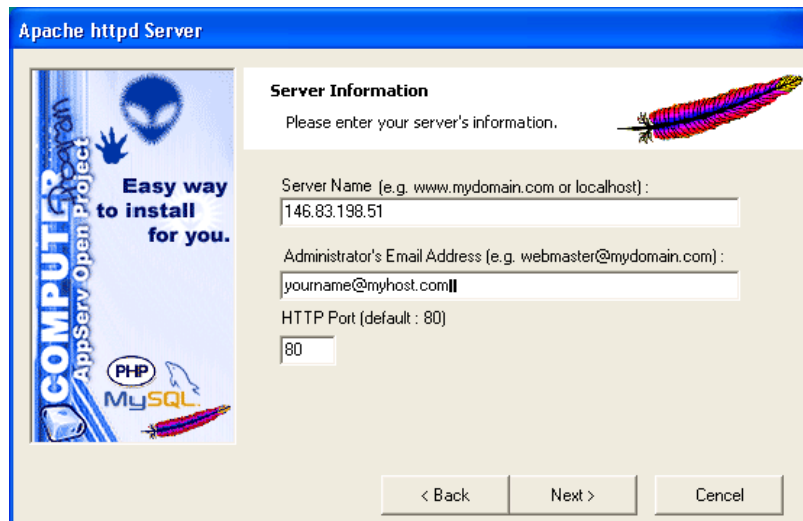 Apache httpd Server
COMPUTER
Program
AppServ Open Project
Easy way
to install
for you.
PHP
MySQL
Server Information
Please enter your server's information.
Server Name (e.g. www.mydomain.com or localhost) :
146.83.198.51
Administrator's Email Address (e.g. webmaster@mydomain.com) :
yourname@myhost.com
HTTP Port (default : 80)
80
< Back
Next >
Cencel